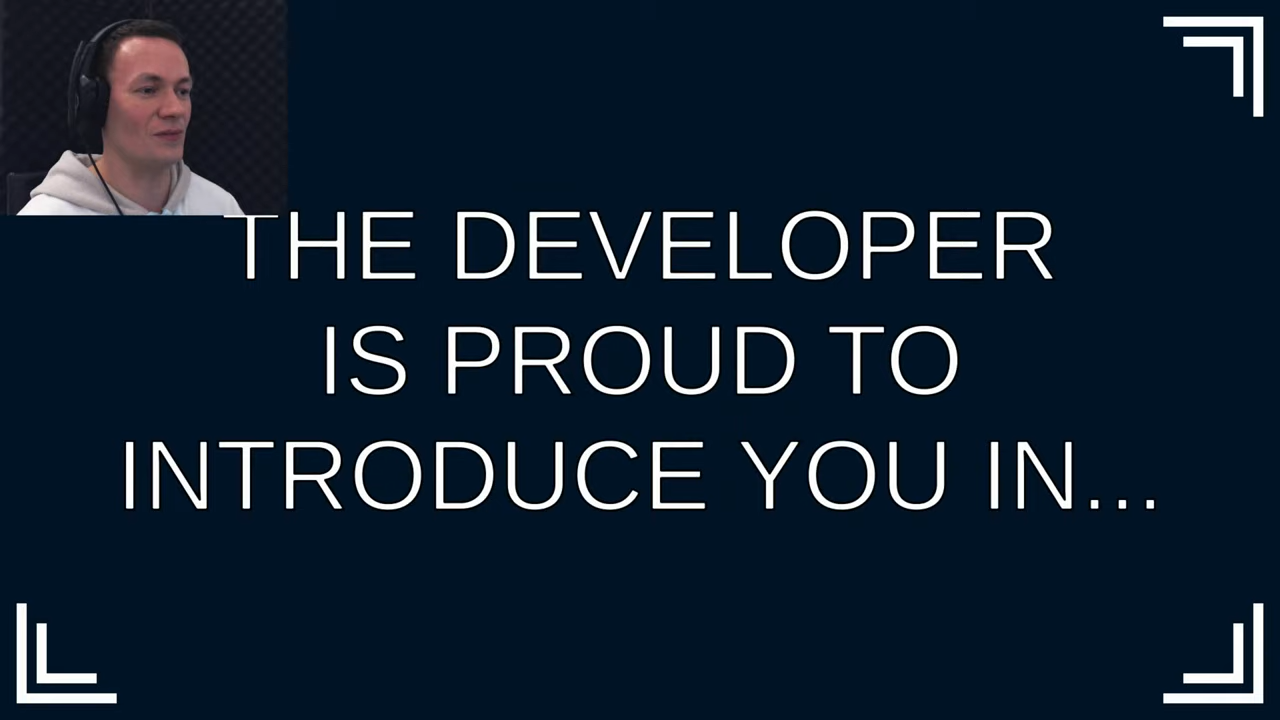 THE DEVELOPER
IS PROUD TO
INTRODUCE YOU IN...